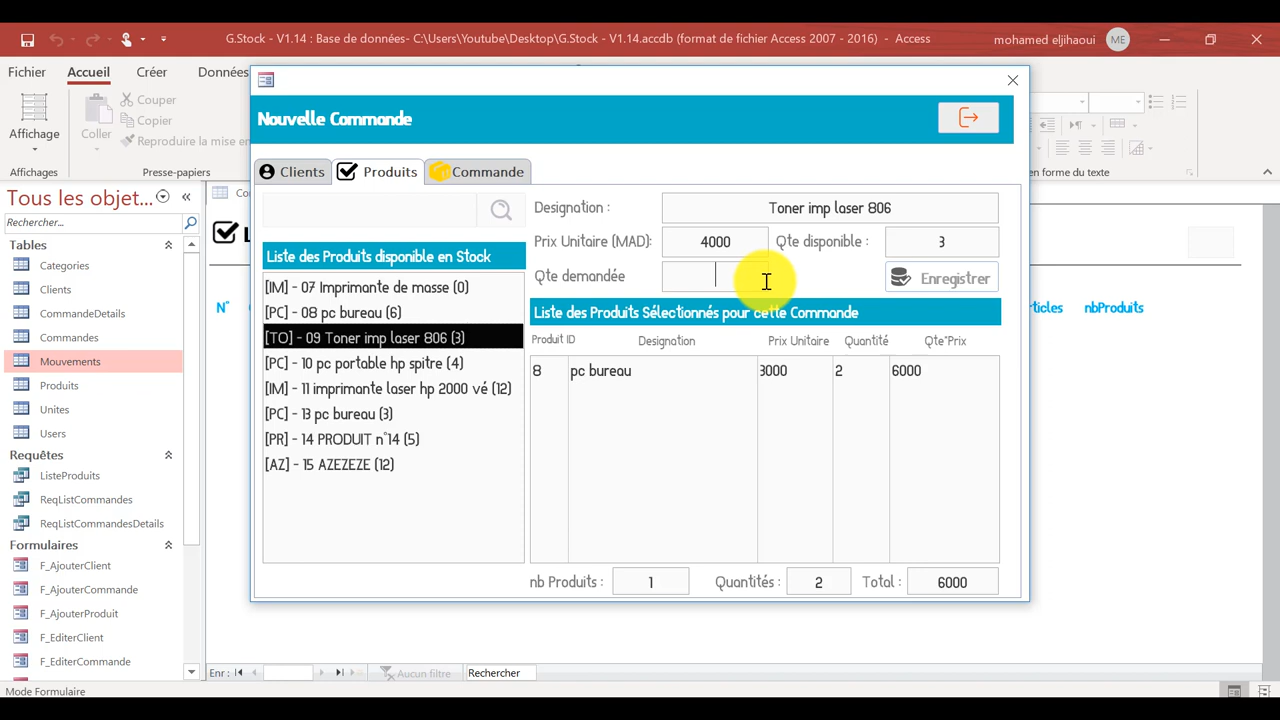 G.Stock - V1.14 : Base de données- C:\Users\Youtube\Desktop\G.Stock - V1.14.accdb (format de fichier Access 2007 - 2016) - Access
mohamed eljihaoui ME
Fichier Accueil Créer Données
Affichage
Coller
Couper
Copier
Reproduire la mise en
Affichages
Presse-papiers
en forme du texte
Tous les objet...
Rechercher...
Tables
Categories
Clients
CommandeDetails
Commandes
Mouvements
Produits
Unites
Users
Requêtes
ListeProduits
ReqListCommandes
ReqListCommandesDetails
Formulaires
F_AjouterClient
F_AjouterCommande
F_AjouterProduit
F_EditerClient
F_EditerCommande
N°
nbProduits
Nouvelle Commande
Clients Produits Commande
Liste des Produits disponible en Stock
[IM] - 07 Imprimante de masse (0)
[PC] - 08 pc bureau (6)
[TO] - 09 Toner imp laser 806 (3)
[PC] - 10 pc portable hp spitre (4)
[IM] - 11 imprimante laser hp 2000 vé (12)
[PC] - 13 pc bureau (3)
[PR] - 14 PRODUIT n°14 (5)
[AZ] - 15 AZEZEZE (12)
Designation : Toner imp laser 806
Prix Unitaire (MAD): 4000 Qte disponible : 3
Qte demandée Enregistrer
Liste des Produits Sélectionnés pour cette Commande
Produit ID Designation Prix Unitaire Quantité Qte*Prix
8 pc bureau 3000 2 6000
nb Produits : 1 Quantités : 2 Total : 6000
Enr : Aucun filtre Rechercher
Mode Formulaire